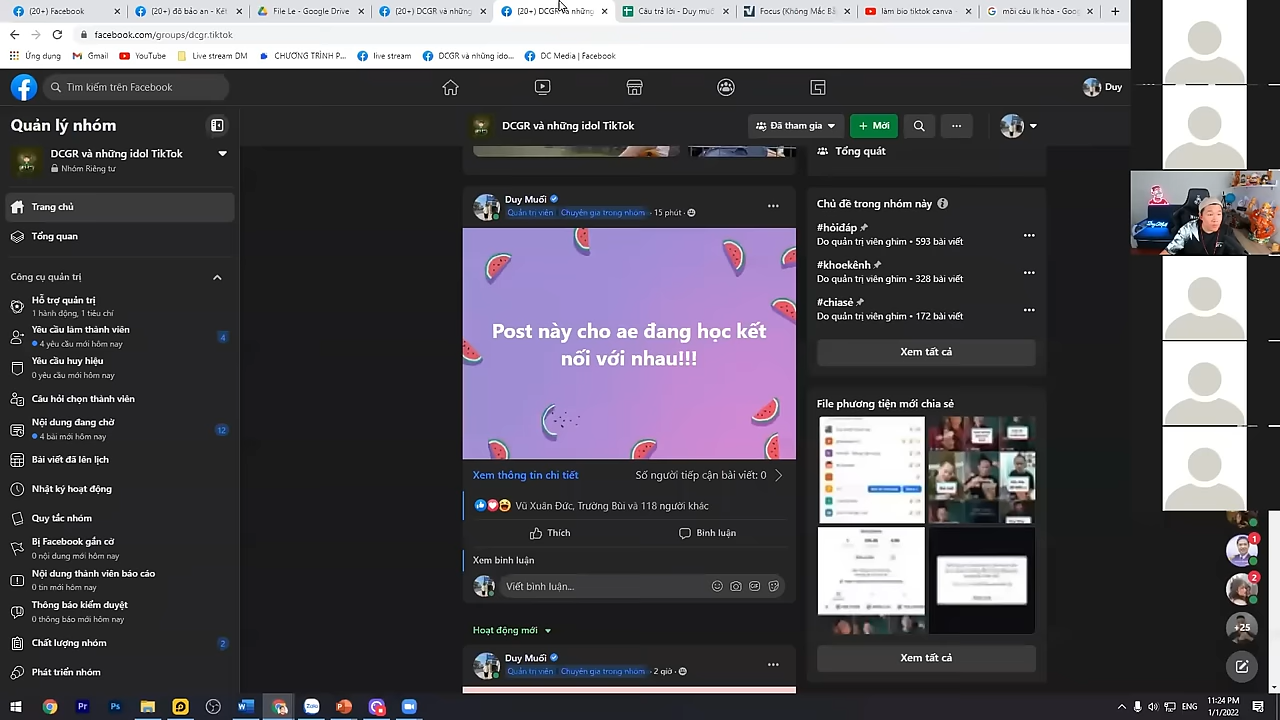 (20+) Facebook
(20+) đồ bảo an - Kết
File Le - Google Drive
(20+) DCGR và những
(20+) DCGR và những
Câu trả lời - Duy muố
Focus (Không Mắc Bẫ
làm bio tiktok canva -
mới câu lk hóa - Goog
facebook.com/groups/dcgr.tiktok
Ứng dụng
Gmail
YouTube
Live stream DM
CHƯƠNG TRÌNH P...
live stream
DCGR và những ido...
DC Media | Facebook
Tìm kiếm trên Facebook
Duy
Quản lý nhóm
DCGR và những idol TikTok
Nhóm Riêng tư
Trang chủ
Tổng quan
Công cụ quản trị
Hỗ trợ quản trị
1 hành động, 1 tiêu chí
Yêu cầu làm thành viên
4 yêu cầu mới hôm nay
4
Yêu cầu huy hiệu
0 yêu cầu mới hôm nay
Câu hỏi chọn thành viên
Nội dung đang chờ
4 bài mới hôm nay
12
Bài viết đã lên lịch
Nhật ký hoạt động
Quy tắc nhóm
Bị Facebook gắn cờ
0 nội dung mới hôm nay
Nội dung thành viên báo cáo
0 nội dung mới hôm nay
Thông báo kiểm duyệt
0 thông báo mới hôm nay
Chất lượng nhóm
2
Phát triển nhóm
DCGR và những idol TikTok
Đã tham gia
+ Mời
Duy Muối
Quản trị viên
Chuyên gia trong nhóm
· 15 phút ·
Post này cho ae đang học kết
nối với nhau!!!
Xem thông tin chi tiết
Số người tiếp cận bài viết: 0
Vũ Xuân Đức, Trường Bùi và 118 người khác
Thích
Bình luận
Xem bình luận
Viết bình luận...
Hoạt động mới
Duy Muối
Quản trị viên
Chuyên gia trong nhóm
· 2 giờ ·
Tổng quát
Chủ đề trong nhóm này
#hỏiđáp
Do quản trị viên ghim • 593 bài viết
#khoekênh
Do quản trị viên ghim • 328 bài viết
#chiasẻ
Do quản trị viên ghim • 172 bài viết
Xem tất cả
File phương tiện mới chia sẻ
Xem tất cả
1
2
+25
ENG
11:24 PM
1/1/2022